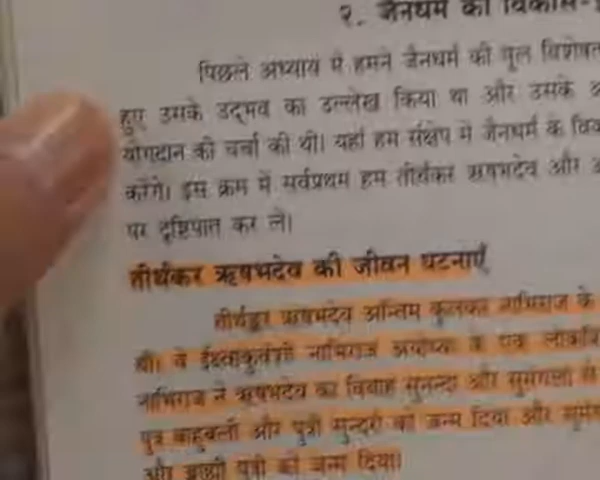 २. जैनधर्म का विकास-
पिछले अध्याय में हमने जैनधर्म की मूल
हुए उसके उद्भव का उल्लेख किया था और उसके
योगदान की चर्चा की थी। यहाँ हम संक्षेप में जैनधर्म के
करेंगे। इस क्रम में सर्वप्रथम हम तीर्थंकर ऋषभदेव और
पर दृष्टिपात कर लें।
तीर्थंकर ऋषभदेव की जीवन घटनाएँ
तीर्थङ्कर ऋषभदेव अन्तिम कुलकर नाभिराज के
थे। वे नाभिराज अयोध्या के एक
नाभिराज ने ऋषभदेव का विवाह सुनन्दा और सुमंगला से
पुत्र बाहुबली और पुत्री सुन्दरी को जन्म दिया और
और ब्राह्मी पुत्री को जन्म दिया।